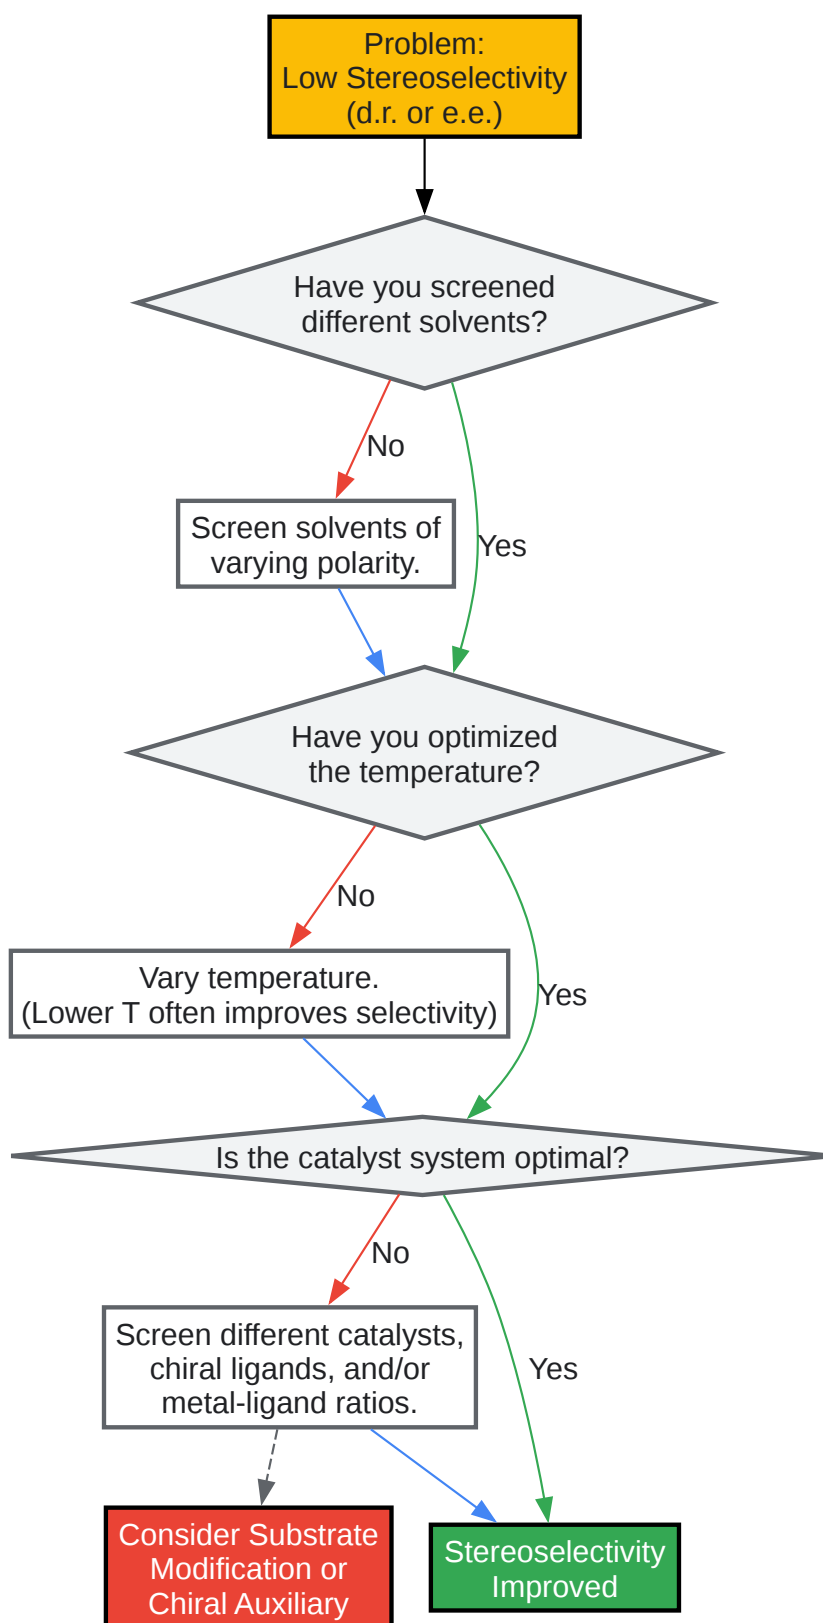 Problem:
Low Stereoselectivity
(d.r. or e.e.)
Have you screened
different solvents?
No
Screen solvents of
varying polarity.
Yes
Have you optimized
the temperature?
No
Vary temperature.
(Lower T often improves selectivity)
Yes
Is the catalyst system optimal?
No
Screen different catalysts,
chiral ligands, and/or
metal-ligand ratios.
Yes
Consider Substrate
Modification or
Chiral Auxiliary
Stereoselectivity
Improved